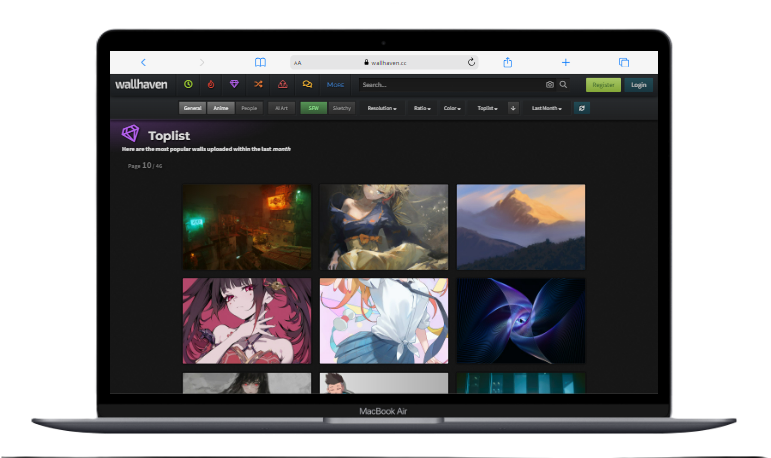 AA wallhaven.cc
wallhaven More Search... Register Login
General Anime People AI Art SFW Sketchy Resolution Ratio Color Toplist Last Month
Toplist
Here are the most popular walls uploaded within the last month
Page 10 / 46
MacBook Air